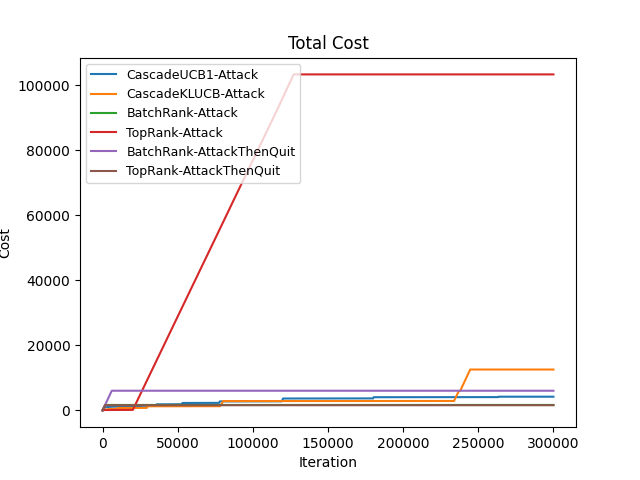 Total Cost
100000
80000
60000
40000
20000
0
Cost
CascadeUCB1-Attack
CascadeKLUCB-Attack
BatchRank-Attack
TopRank-Attack
BatchRank-AttackThenQuit
TopRank-AttackThenQuit
0 50000 100000 150000 200000 250000 300000
Iteration